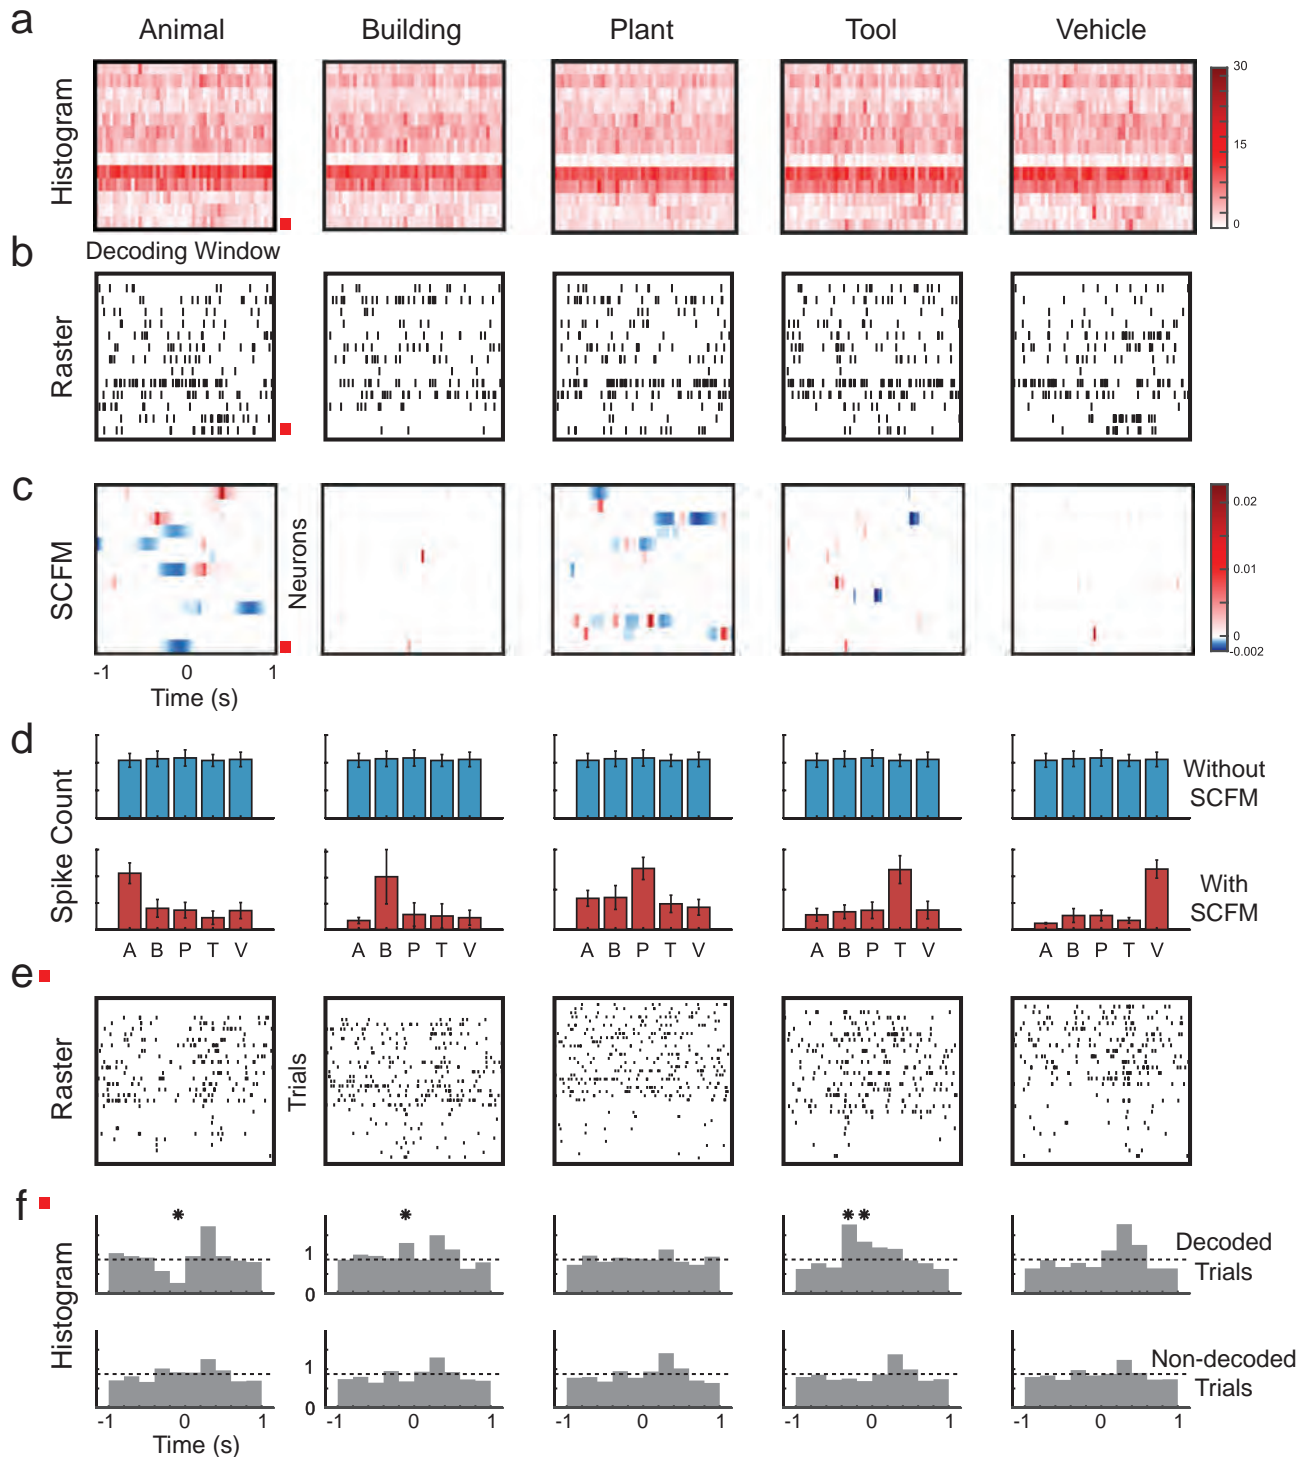 a
Animal
Building
Plant
Tool
Vehicle
Histogram
30
15
0
b
Decoding Window
Raster
c
SCFM
Neurons
0.02
0.01
0
-0.002
-1
0
1
Time (s)
d
Spike Count
Without
SCFM
With
SCFM
A B P T V
A B P T V
A B P T V
A B P T V
A B P T V
e
Raster
Trials
f
Histogram
* * **
1
0
Decoded
Trials
1
0
Non-decoded
Trials
-1 0 1
-1 0 1
-1 0 1
-1 0 1
-1 0 1
Time (s)